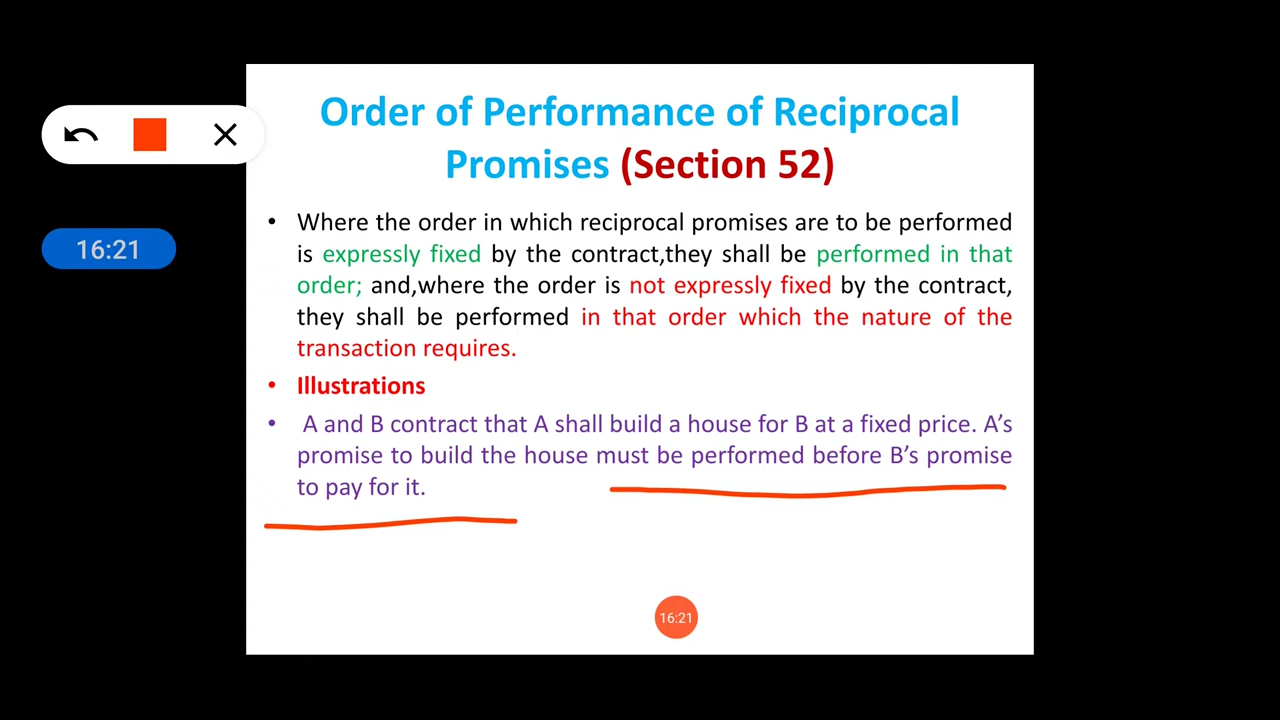 Order of Performance of Reciprocal
Promises (Section 52)
16:21
• Where the order in which reciprocal promises are to be performed
is expressly fixed by the contract,they shall be performed in that
order; and,where the order is not expressly fixed by the contract,
they shall be performed in that order which the nature of the
transaction requires.
• Illustrations
• A and B contract that A shall build a house for B at a fixed price. A’s
promise to build the house must be performed before B’s promise
to pay for it.
16:21